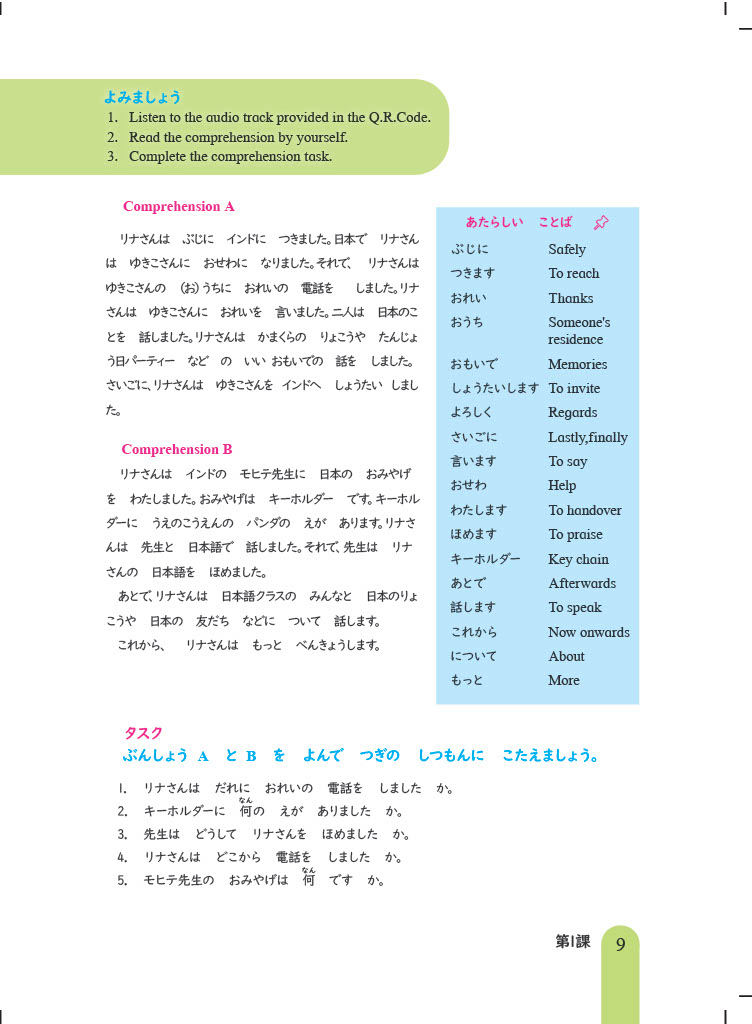 よみましょう
1. Listen to the audio track provided in the Q.R.Code.
2. Read the comprehension by yourself.
3. Complete the comprehension task.
Comprehension A
リナさんは ぶじに インドに つきました。日本で リナさん
は ゆきこさんに おせわに なりました。それで、 リナさんは
ゆきこさんの （お）うちに おれいの 電話を しました。リナ
さんは ゆきこさんに おれいを 言いました。二人は 日本のこ
とを 話しました。リナさんは かまくらの りょこうや たんじょ
う日パーティー など の いい おもいでの 話を しました。
さいごに、リナさんは ゆきこさんを インドへ しょうたい しまし
た。
Comprehension B
リナさんは インドの モヒテ先生に 日本の おみやげ
を わたしました。おみやげは キーホルダー です。キーホル
ダーに うえのこうえんの パンダの えが あります。リナさ
んは 先生と 日本語で 話しました。それで、先生は リナ
さんの 日本語を ほめました。
あとで、リナさんは 日本語クラスの みんなと 日本のりょ
こうや 日本の 友だち などに ついて 話します。
これから、 リナさんは もっと べんきょうします。
あたらしい ことば
ぶじに Safely
つきます To reach
おれい Thanks
おうち Someone's
residence
おもいで Memories
しょうたいします To invite
よろしく Regards
さいごに Lastly,finally
言います To say
おせわ Help
わたします To handover
ほめます To praise
キーホルダー Key chain
あとで Afterwards
話します To speak
これから Now onwards
について About
もっと More
タスク
ぶんしょう A と B を よんで つぎの しつもんに こたえましょう。
1. リナさんは だれに おれいの 電話を しました か。
なん
2. キーホルダーに 何の えが ありました か。
3. 先生は どうして リナさんを ほめました か。
4. リナさんは どこから 電話を しました か。
なん
5. モヒテ先生の おみやげは 何 です か。
第1課 9